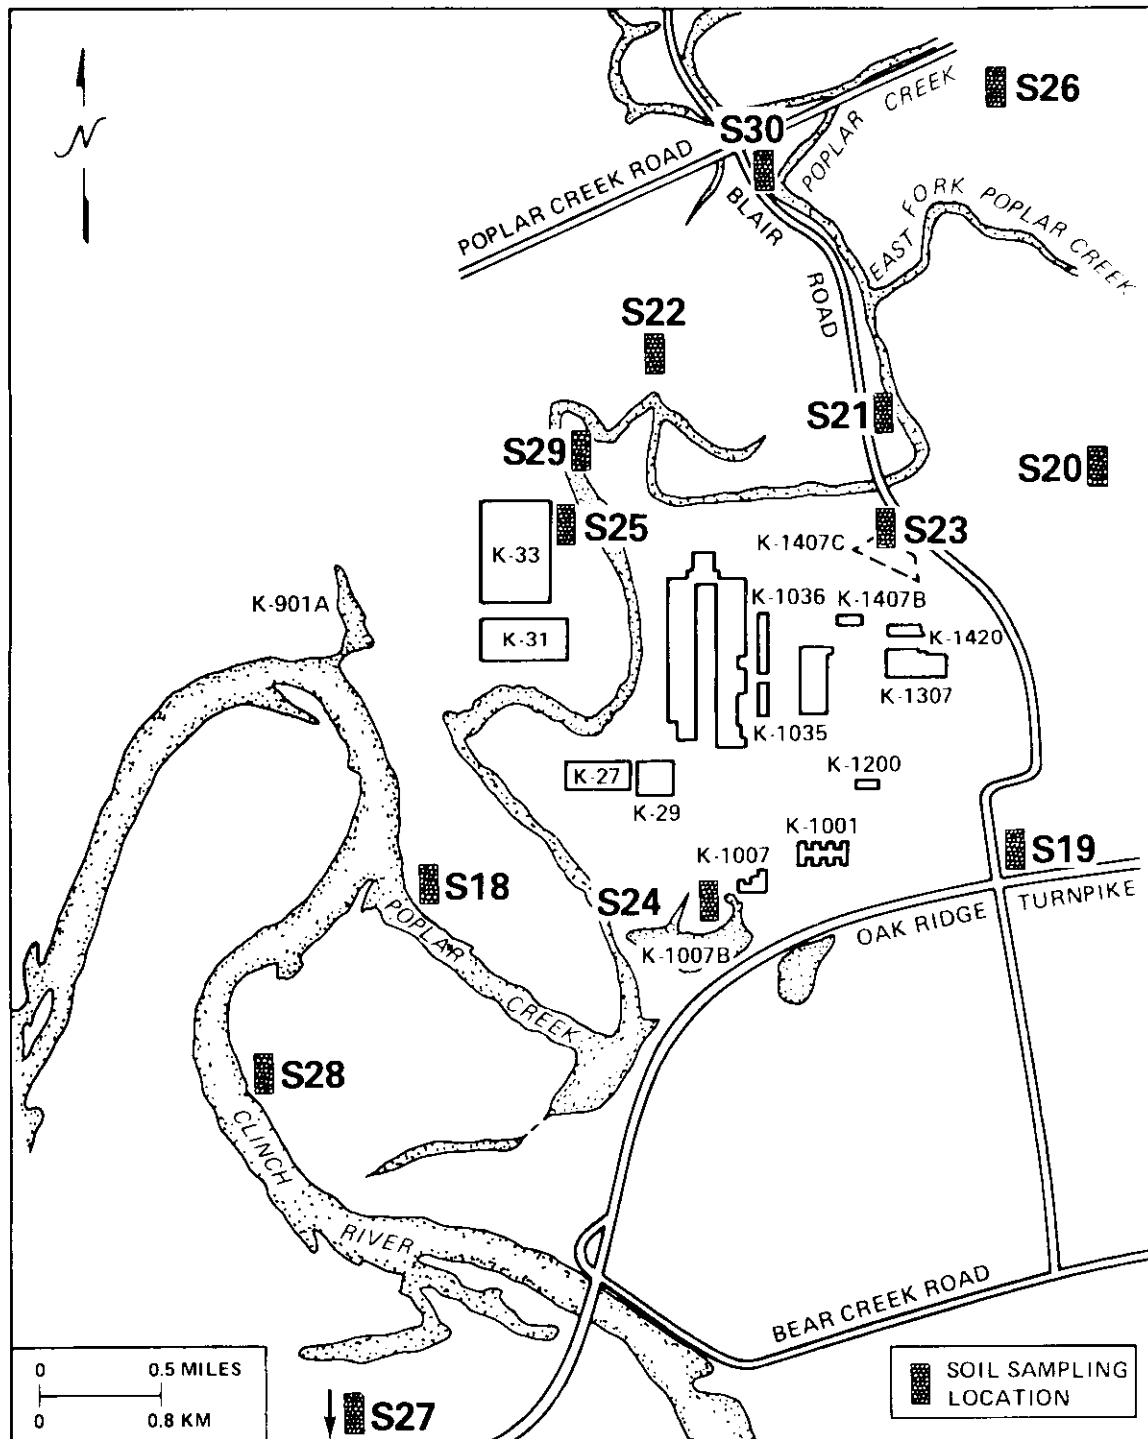 N
S26
S30
POPLAR CREEK ROAD
POPLAR CREEK
EAST FORK POPLAR CREEK
BLAIR ROAD
S22
S21
S29
S20
S25
S23
K-33
K-1407C
K-901A
K-1036
K-1407B
K-31
K-1420
K-1307
K-1035
K-27
K-1200
K-29
K-1001
K-1007
S19
S18
S24
TURNPIKE
OAK RIDGE
POPLAR CREEK
K-1007B
S28
CLINCH RIVER
BEAR CREEK ROAD
0 0.5 MILES
0 0.8 KM
S27
SOIL SAMPLING
LOCATION